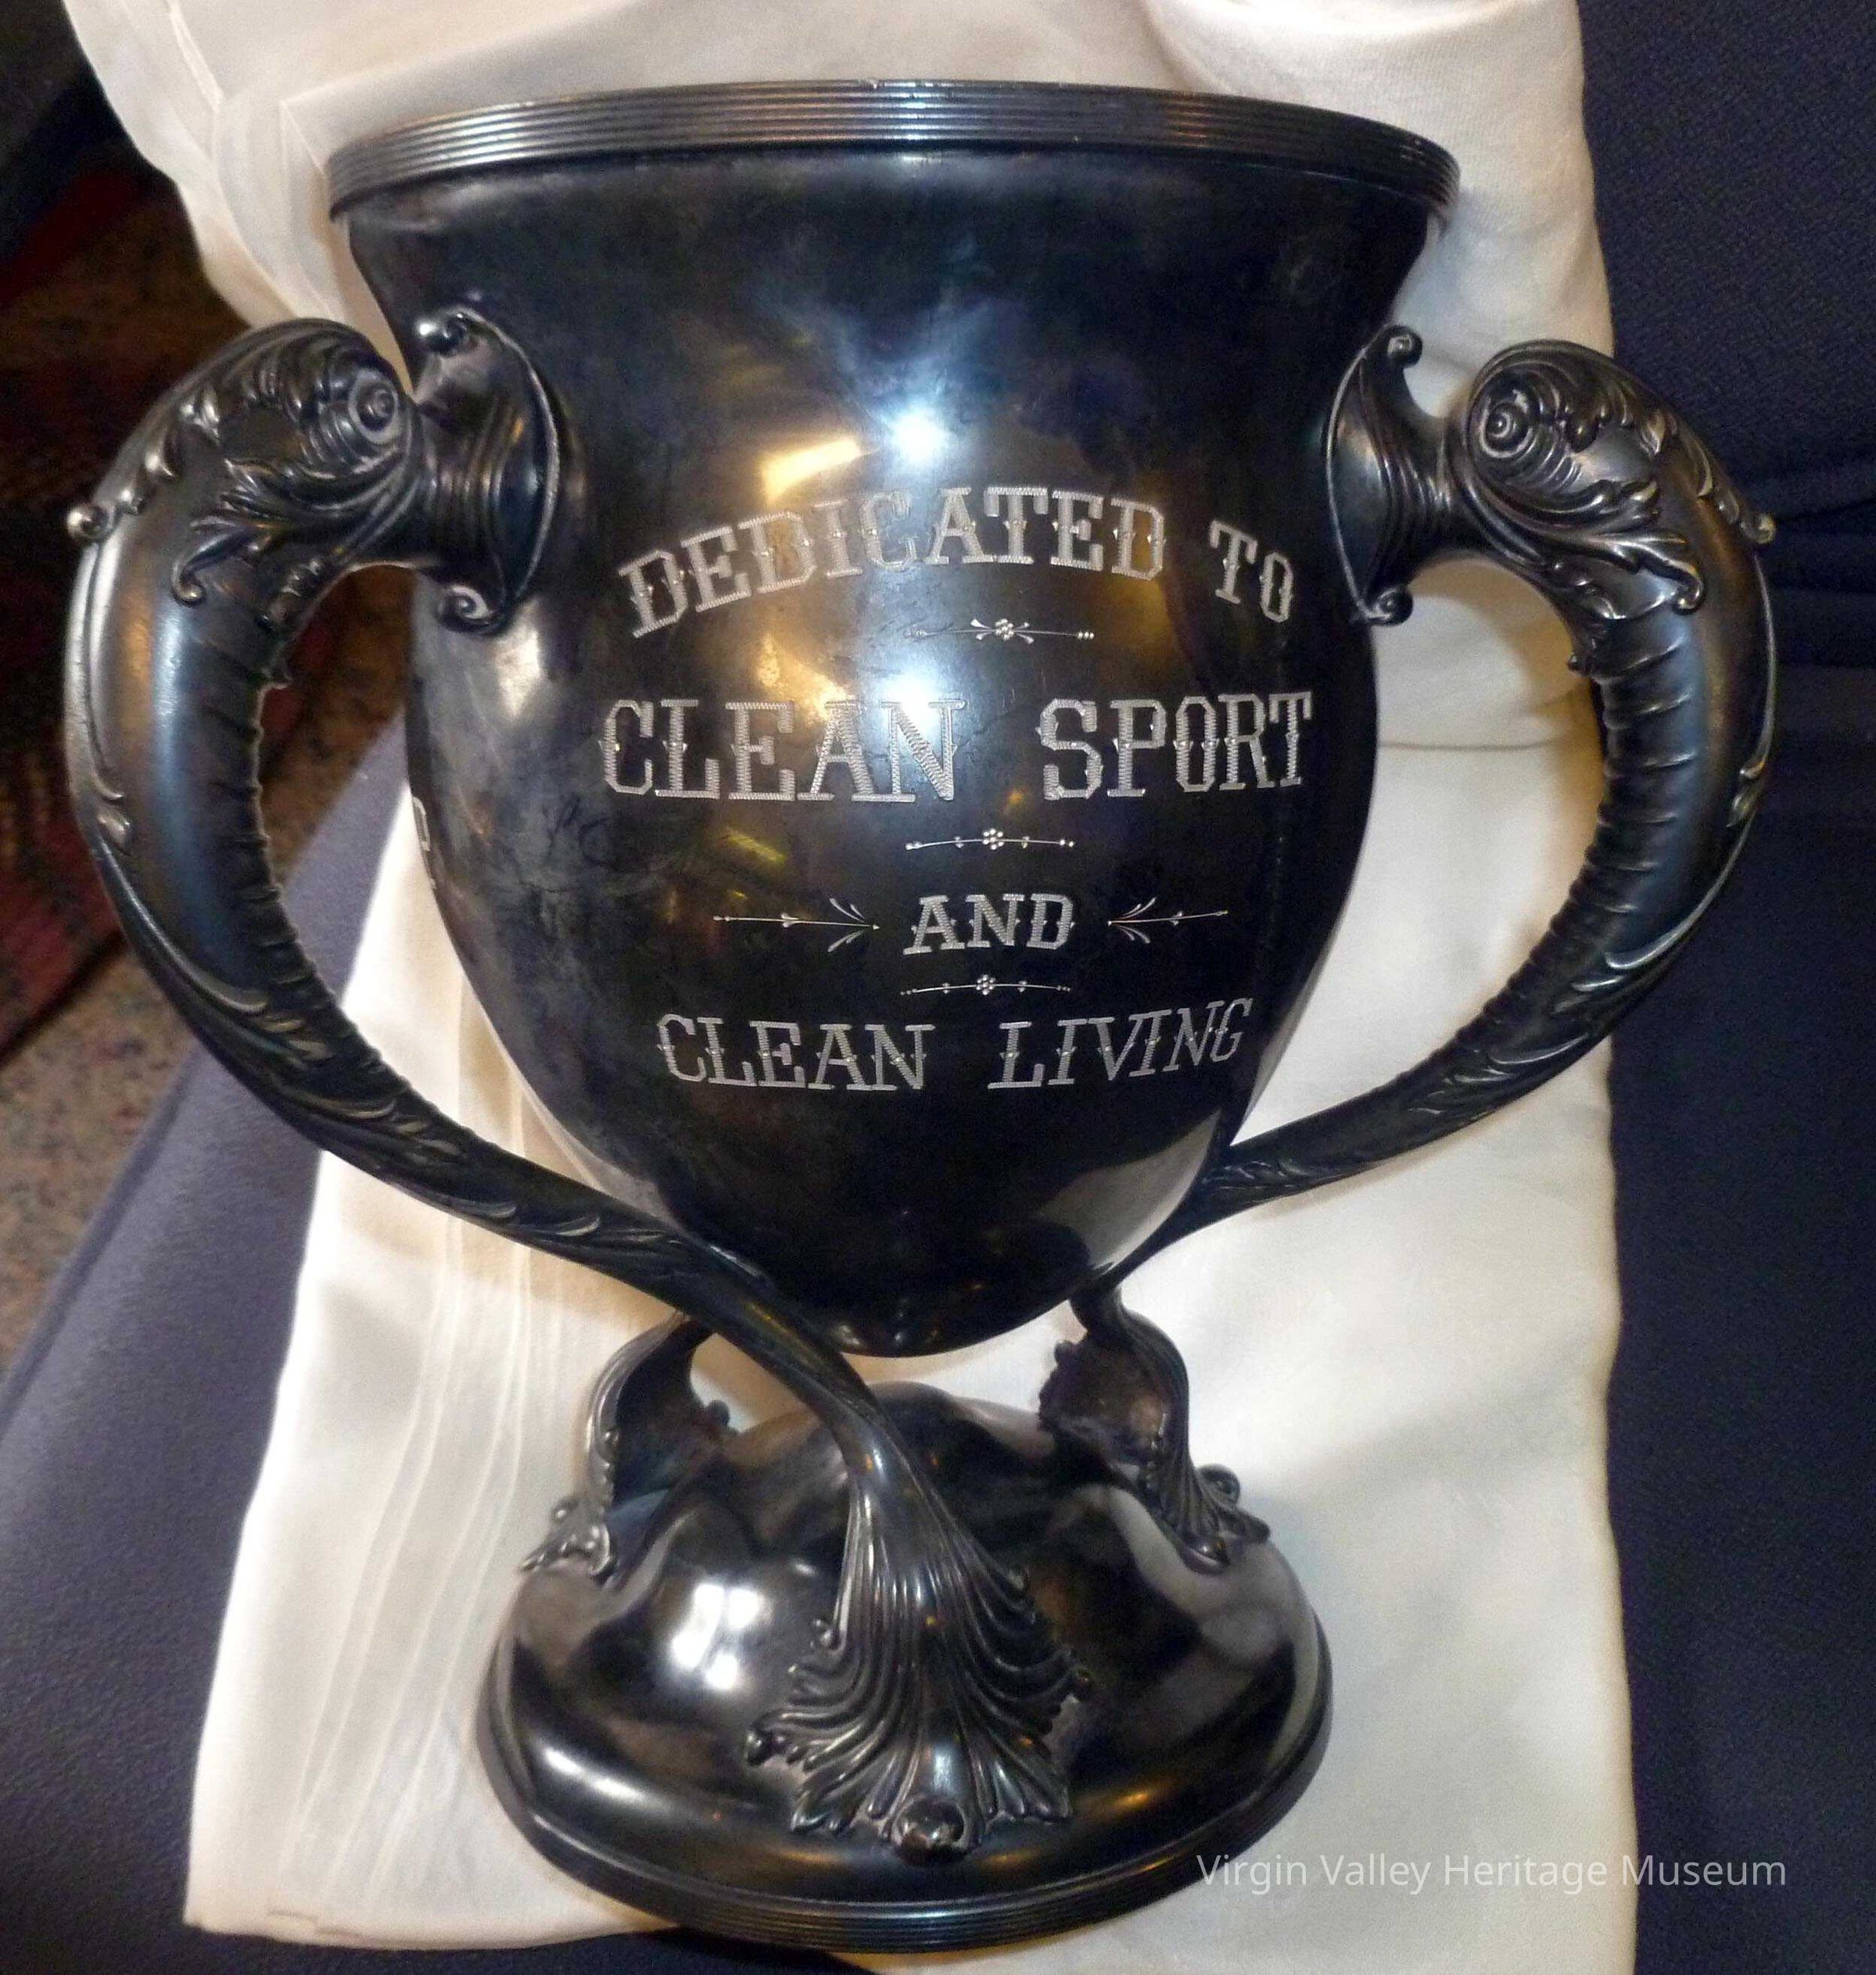 DEDICATED TO
CLEAN SPORT
AND
CLEAN LIVING
Virgin Valley Heritage Museum